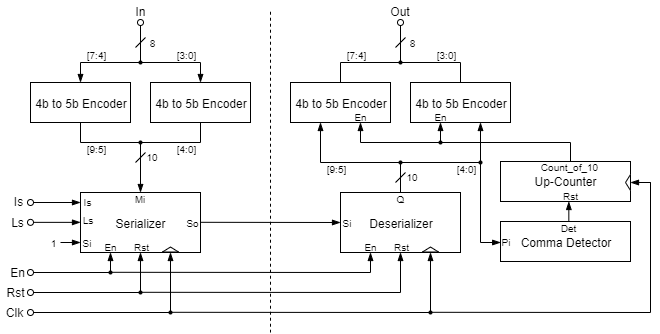 In Out
8 8
[7:4] [3:0] [7:4] [3:0]
4b to 5b Encoder 4b to 5b Encoder 4b to 5b Encoder 4b to 5b Encoder
En En
[9:5] 10 [4:0]
[9:5] 10 [4:0] Count_of_10
Up-Counter
Rst
Is Is Mi Q
Ls Ls Serializer So Si Deserializer Det
1 Si Pi Comma Detector
En Rst En Rst
En
Rst
Clk